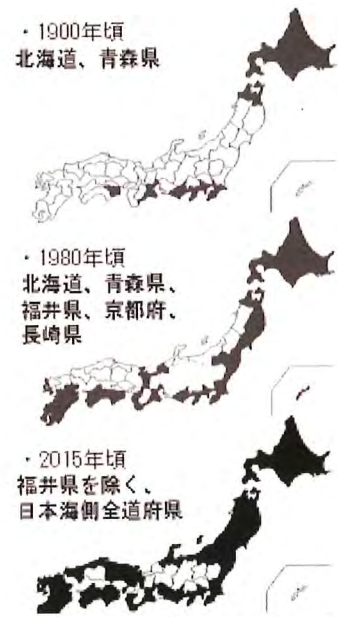 ・1900年頃
北海道、青森県
・1980年頃
北海道、青森県、
福井県、京都府、
長崎県
・2015年頃
福井県を除く、
日本海側全道府県